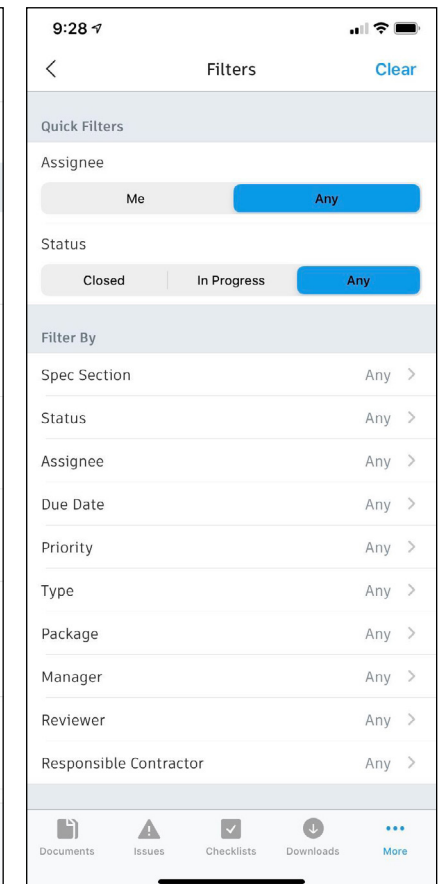 9:28
Filters Clear
Quick Filters
Assignee
Me Any
Status
Closed In Progress Any
Filter By
Spec Section Any
Status Any
Assignee Any
Due Date Any
Priority Any
Type Any
Package Any
Manager Any
Reviewer Any
Responsible Contractor Any
Documents Issues Checklists Downloads More